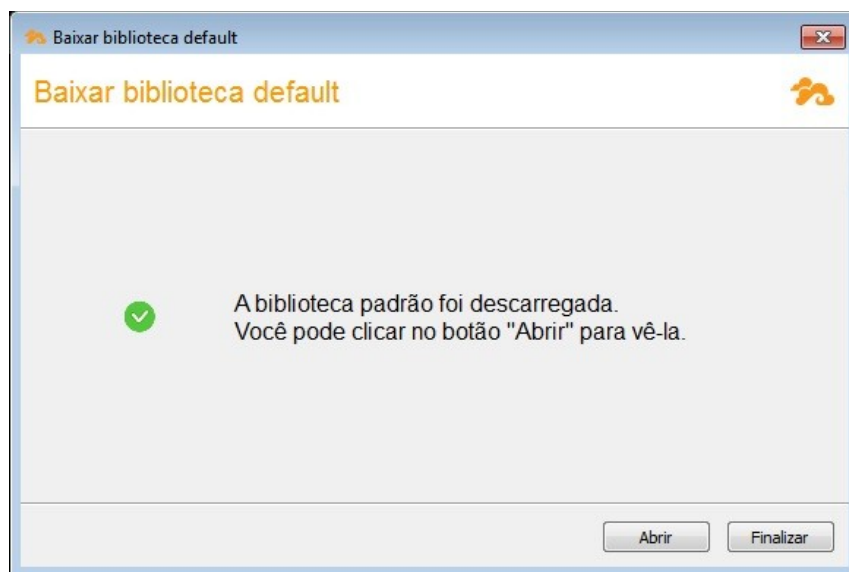 Baixar biblioteca default
Baixar biblioteca default
A biblioteca padrão foi descarregada.
Você pode clicar no botão "Abrir" para vê-la.
Abrir
Finalizar